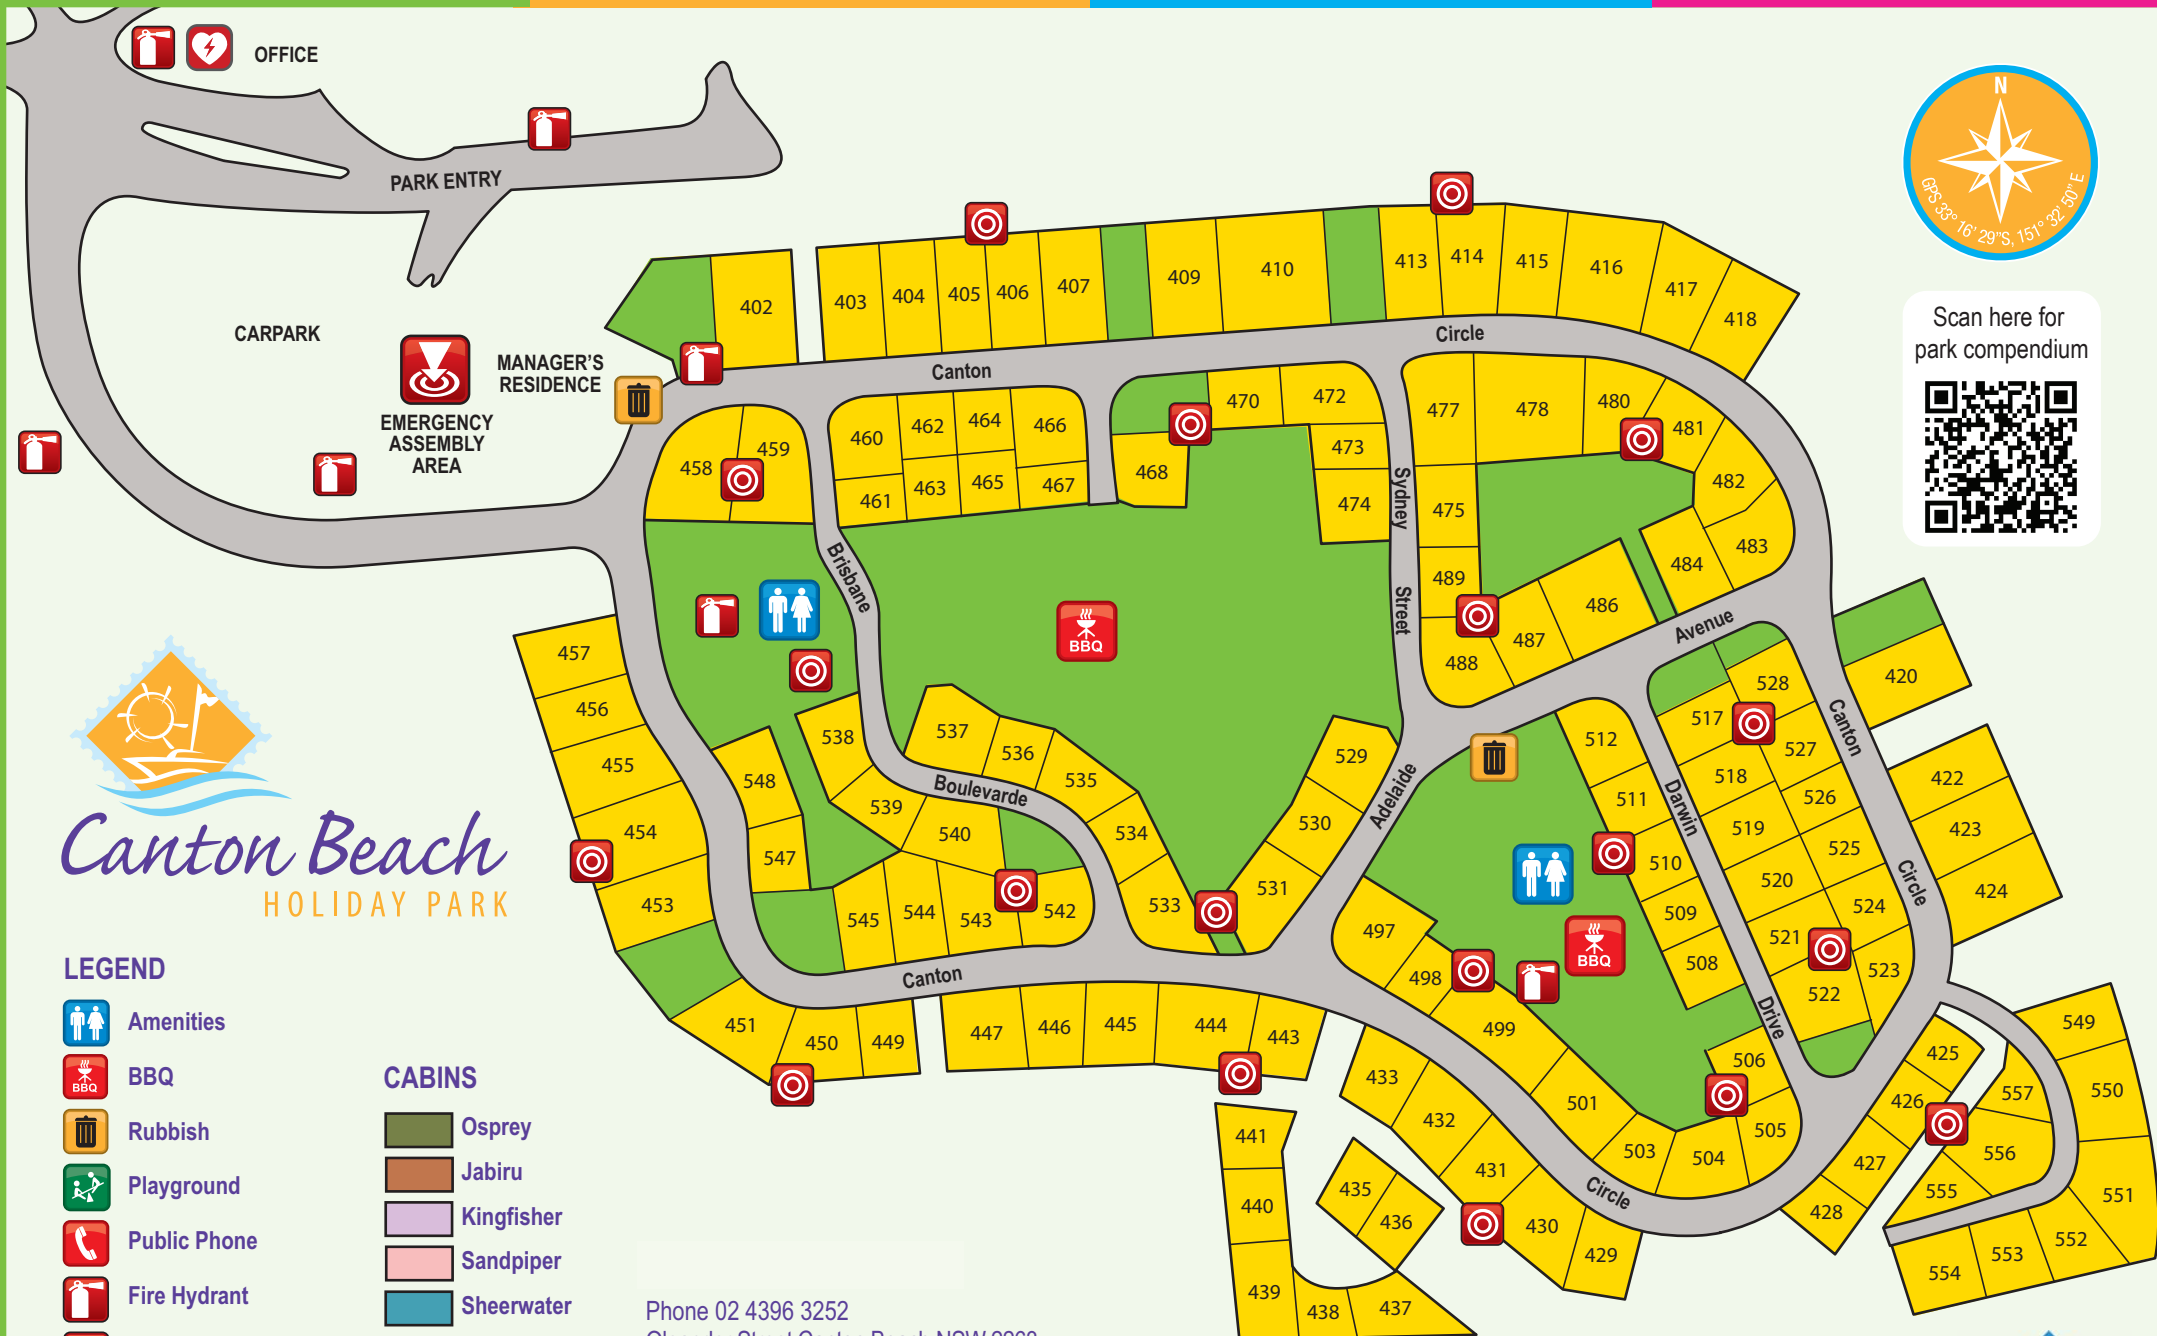 OFFICE
PARK ENTRY
CARPARK
MANAGER'S
RESIDENCE
EMERGENCY
ASSEMBLY
AREA
N
GPS 33° 16' 29"S, 151° 32' 50" E
Scan here for
park compendium
402
403
404
405
406
407
409
410
413
414
415
416
417
418
Canton
Circle
458
459
460
462
464
466
461
463
465
467
468
470
472
473
474
477
478
480
481
482
483
484
475
489
488
487
486
Sydney
Street
Brisbane
Boulevarde
Avenue
Adelaide
BBQ
420
422
423
424
Canton
Circle
457
456
455
454
453
451
450
449
447
446
445
444
443
548
547
538
539
540
545
544
543
542
537
536
535
534
533
529
530
531
Canton
512
511
510
509
508
506
505
504
503
501
499
498
497
BBQ
Darwin
Drive
528
517
527
518
526
519
525
520
524
521
523
522
Circle
425
426
427
428
429
430
431
432
433
435
436
437
438
439
440
441
549
550
551
552
553
554
555
556
557
Canton Beach
HOLIDAY PARK
LEGEND
Amenities
BBQ
BBQ
Rubbish
Playground
Public Phone
Fire Hydrant
CABINS
Osprey
Jabiru
Kingfisher
Sandpiper
Sheerwater
Phone 02 4396 3252